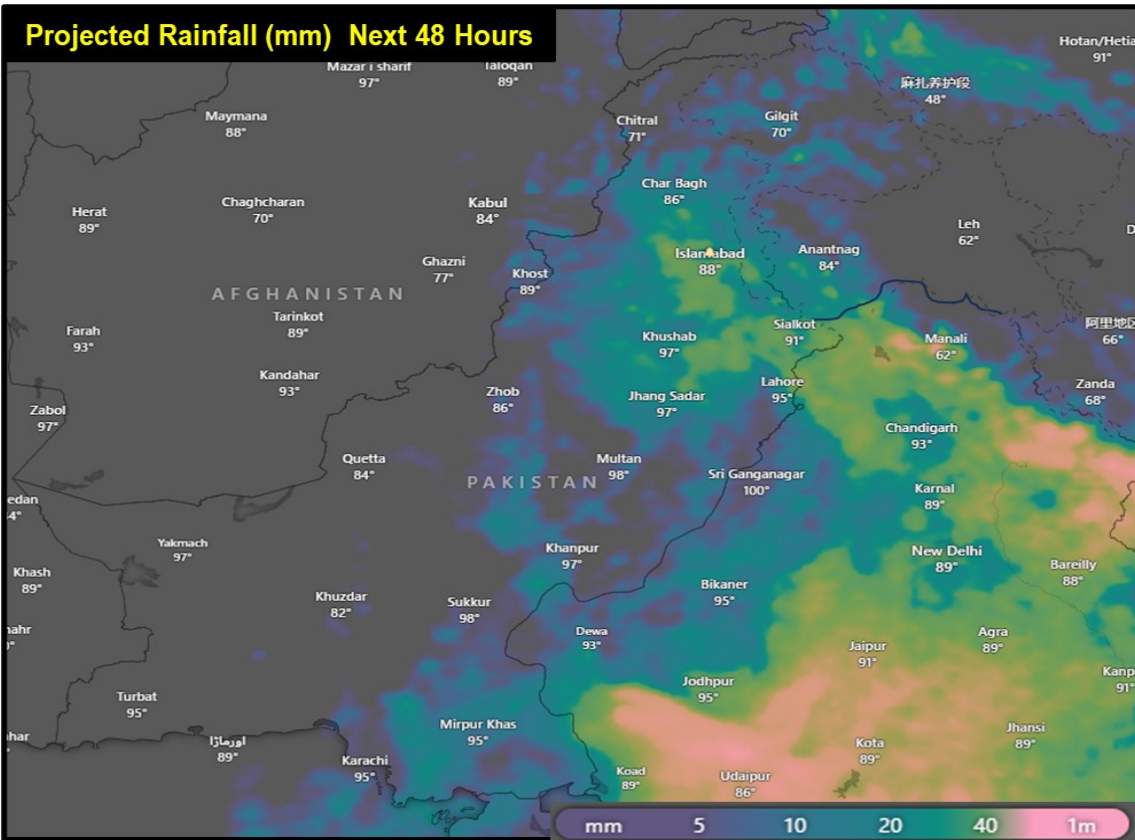 Projected Rainfall (mm)  Next 48 Hours
Hotan/Hetia
91°
Mazar i sharif
97°
Taloqan
89°
麻扎养护段
48°
Maymana
88°
Chitral
71°
Gilgit
70°
Char Bagh
86°
Herat
89°
Chaghcharan
70°
Kabul
84°
Leh
62°
D
Islamabad
88°
Anantnag
84°
Ghazni
77°
Khost
89°
AFGHANISTAN
Tarinkot
89°
Farah
93°
Khushab
97°
Sialkot
91°
Manali
62°
阿里地区
66°
Kandahar
93°
Zhob
86°
Jhang Sadar
97°
Lahore
95°
Zanda
68°
Zabol
97°
Chandigarh
93°
Quetta
84°
Multan
98°
PAKISTAN
Sri Ganganagar
100°
Karnal
89°
edan
4°
Yakmach
97°
Khanpur
97°
New Delhi
89°
Bareilly
88°
Khash
89°
Khuzdar
82°
Sukkur
98°
Bikaner
95°
Dewa
93°
Agra
89°
Jaipur
91°
Kanp
91°
Jodhpur
95°
Turbat
95°
Mirpur Khas
95°
Jhansi
89°
Kota
89°
اورماڑا
89°
Karachi
95°
Koad
89°
Udaipur
86°
mm 5 10 20 40 1m